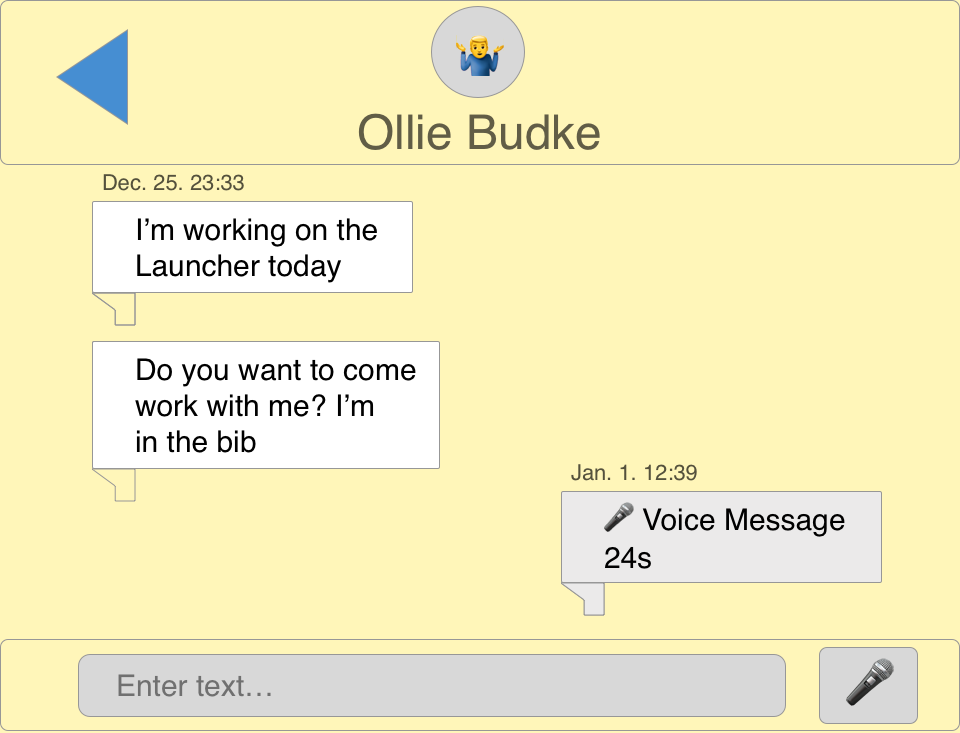 Ollie Budke
Dec. 25. 23:33
I’m working on the
Launcher today
Do you want to come
work with me? I’m
in the bib
Jan. 1. 12:39
🎤 Voice Message
24s
Enter text…